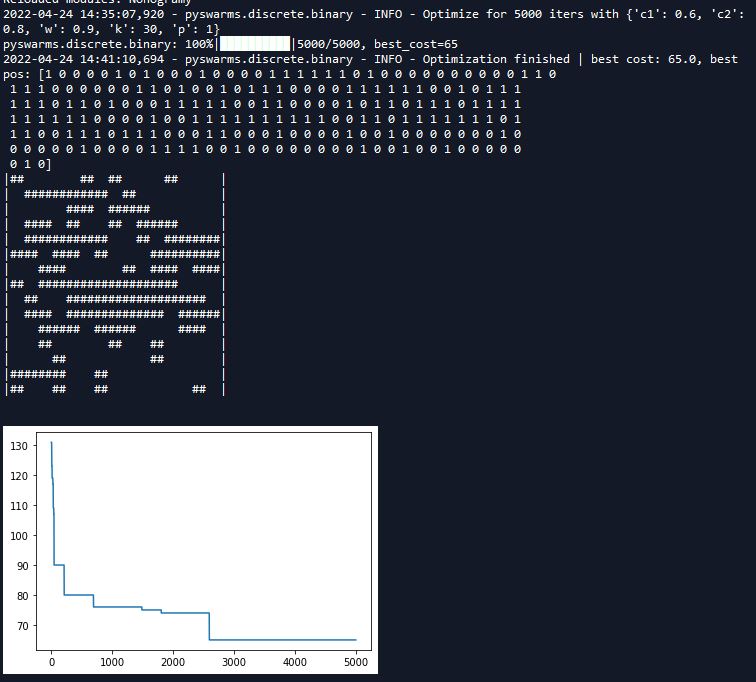 Reloaded modules: Nonogramy
2022-04-24 14:35:07,920 - pyswarms.discrete.binary - INFO - Optimize for 5000 iters with {'c1': 0.6, 'c2':
0.8, 'w': 0.9, 'k': 30, 'p': 1}
pyswarms.discrete.binary: 100%|██████████|5000/5000, best_cost=65
2022-04-24 14:41:10,694 - pyswarms.discrete.binary - INFO - Optimization finished | best cost: 65.0, best
pos: [1 0 0 0 0 1 0 1 0 0 0 1 0 0 0 0 1 1 1 1 1 1 0 1 0 0 0 0 0 0 0 0 0 0 1 1 0
 1 1 1 0 0 0 0 0 0 1 1 0 1 0 0 1 0 1 1 1 0 0 0 0 1 1 1 1 1 1 0 0 1 0 1 1 1
 1 1 1 0 1 1 0 1 0 0 0 1 1 1 0 0 1 1 0 0 0 0 0 1 0 1 1 0 1 1 1 0 1 1 1 1
 1 1 1 1 1 1 0 0 0 1 0 0 1 1 1 1 1 1 1 1 1 1 0 0 1 0 1 1 1 1 1 1 1 0 1
 1 1 0 0 1 1 1 0 1 1 1 0 0 0 1 1 0 0 1 0 0 0 0 1 0 0 1 0 0 0 0 0 0 0 1 0
 0 0 0 0 0 1 0 0 0 0 1 1 1 1 0 0 1 0 0 0 0 0 0 0 0 1 0 0 1 0 0 1 0 0 0 0 0
 0 1 0]
|##        ##  ##      ##      |
|  ############  ##            |
|        ####  ######          |
|  ####  ##    ##  ######      |
|  ############    ##  ########|
|####  ####  ##      ##########|
|    ####        ##  ####  ####|
|##  ####################      |
|  ##    ####################  |
|  ####  ##############  ######|
|    ######  ######      ####  |
|    ##        ##    ##        |
|      ##            ##        |
|########    ##                |
|##    ##    ##            ##  |
130
120
110
100
90
80
70
0 1000 2000 3000 4000 5000